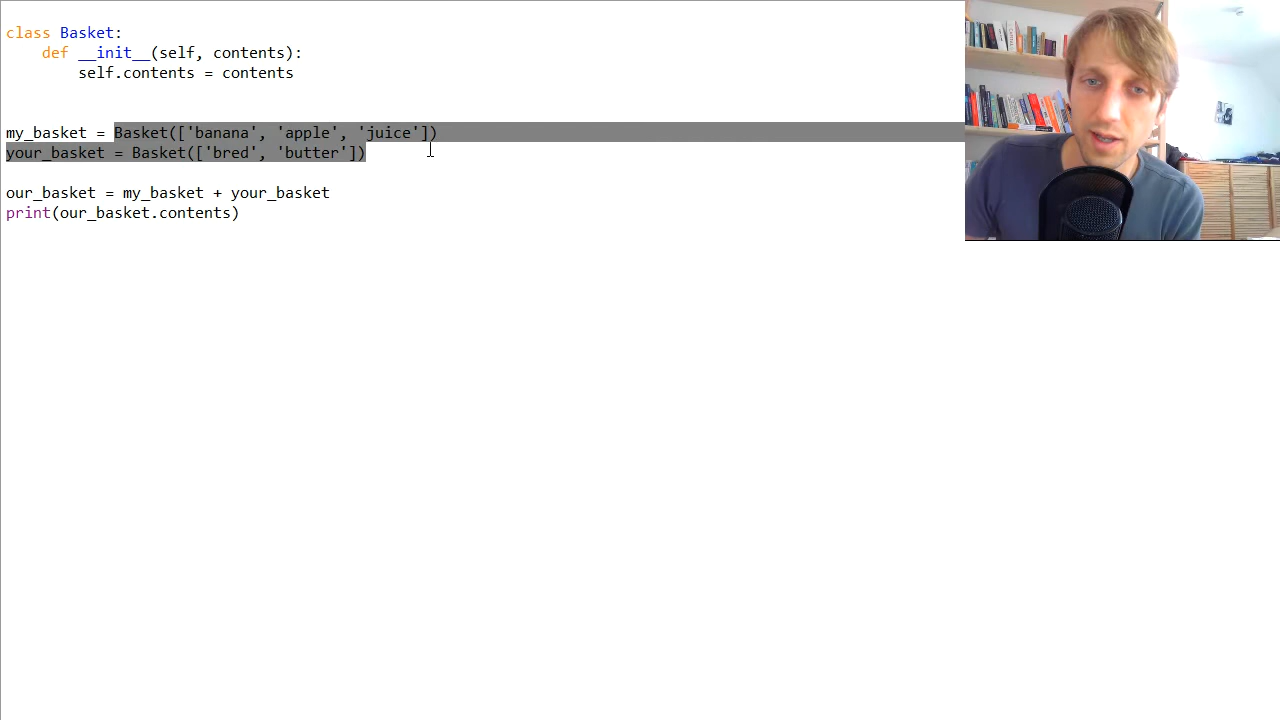 class Basket:
    def __init__(self, contents):
        self.contents = contents
my_basket = Basket(['banana', 'apple', 'juice'])
your_basket = Basket(['bred', 'butter'])
our_basket = my_basket + your_basket
print(our_basket.contents)